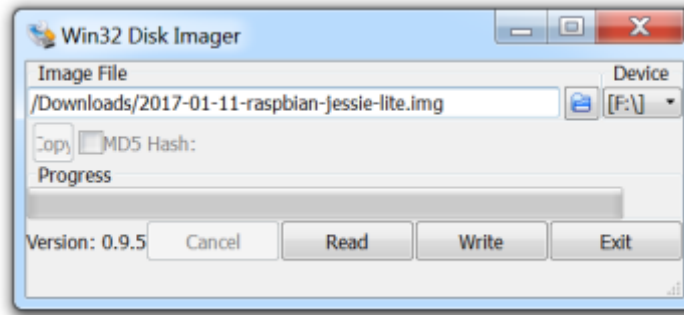 Win32 Disk Imager
Image File Device
/Downloads/2017-01-11-raspbian-jessie-lite.img [F:\]
Copy MD5 Hash:
Progress
Version: 0.9.5 Cancel Read Write Exit